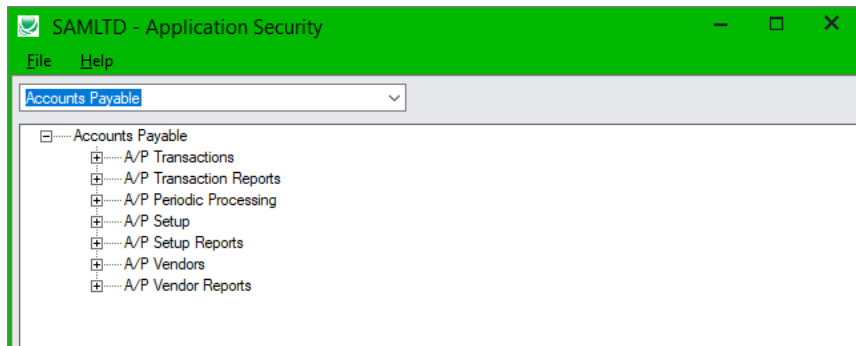 SAMLTD - Application Security
File Help
Accounts Payable
Accounts Payable
A/P Transactions
A/P Transaction Reports
A/P Periodic Processing
A/P Setup
A/P Setup Reports
A/P Vendors
A/P Vendor Reports